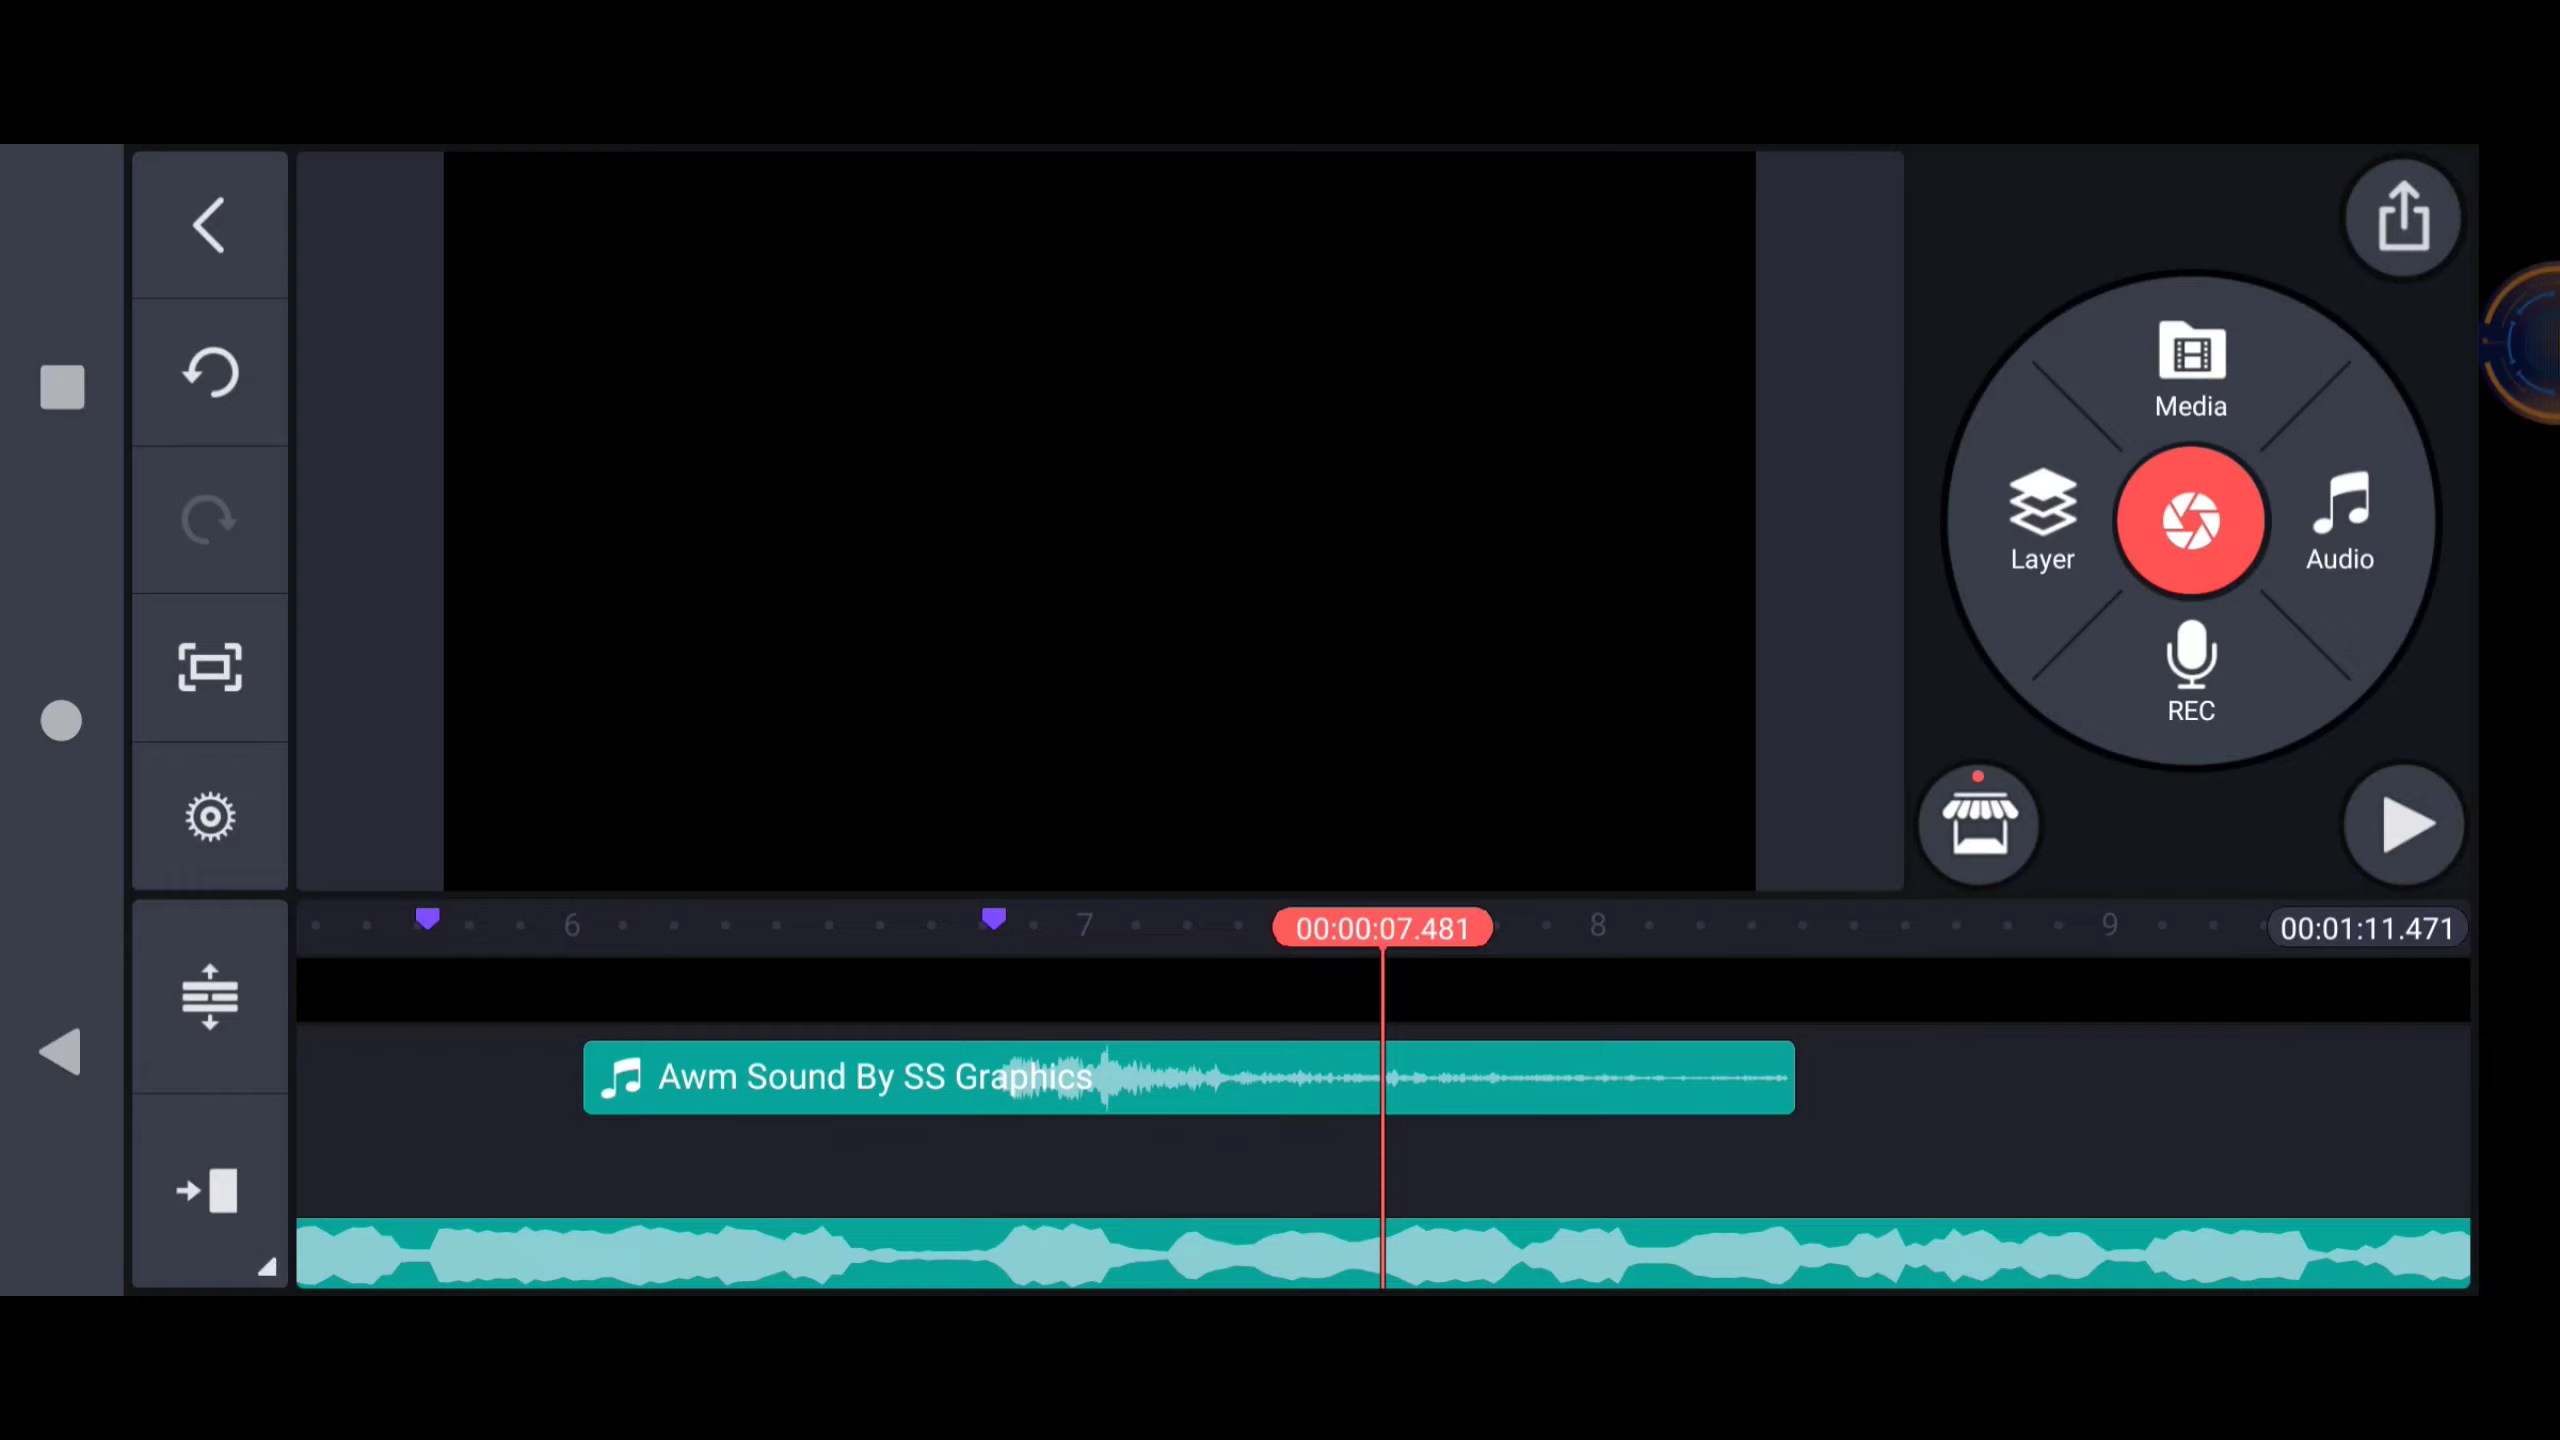 Media
Layer
Audio
REC
6
7
00:00:07.481
8
9
00:01:11.471
Awm Sound By SS Graphics